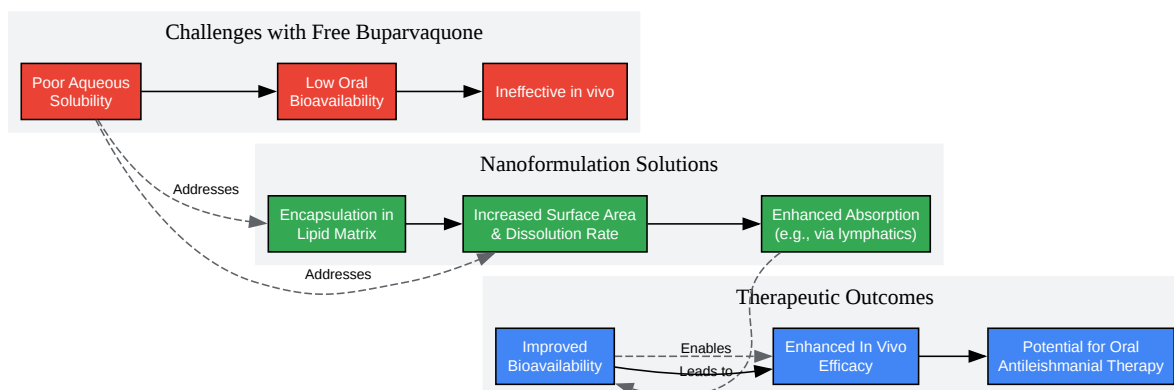 Challenges with Free Buparvaquone
Poor Aqueous
Solubility
Low Oral
Bioavailability
Ineffective in vivo
Nanoformulation Solutions
Addresses
Encapsulation in
Lipid Matrix
Increased Surface Area
& Dissolution Rate
Enhanced Absorption
(e.g., via lymphatics)
Addresses
Therapeutic Outcomes
Improved
Bioavailability
Enables
Leads to
Enhanced In Vivo
Efficacy
Potential for Oral
Antileishmanial Therapy